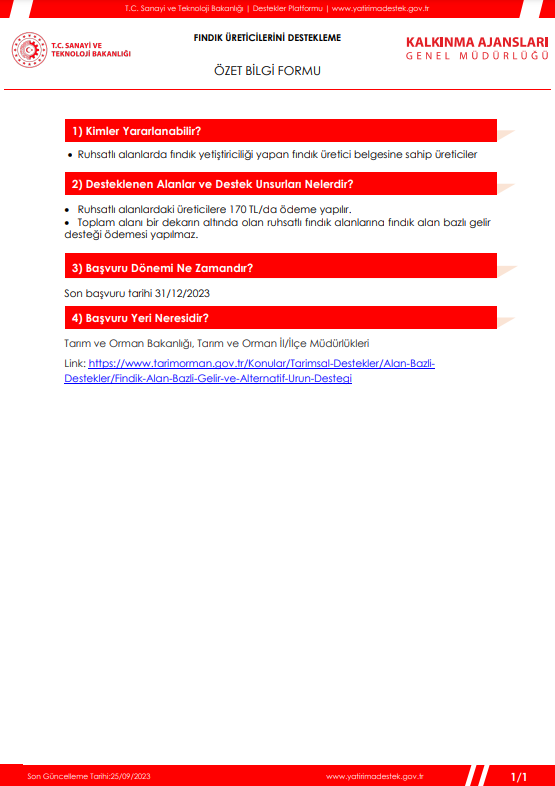 T.C. Sanayi ve Teknoloji Bakanlığı | Destekler Platformu | www.yatirimadestek.gov.tr
T.C. SANAYİ VE
TEKNOLOJİ BAKANLIĞI
FINDIK ÜRETİCİLERİNİ DESTEKLEME
ÖZET BİLGİ FORMU
KALKINMA AJANSLARI
GENEL MÜDÜRLÜĞÜ
1) Kimler Yararlanabilir?
• Ruhsatlı alanlarda fındık yetiştiriciliği yapan fındık üretici belgesine sahip üreticiler
2) Desteklenen Alanlar ve Destek Unsurları Nelerdir?
• Ruhsatlı alanlardaki üreticilere 170 TL/da ödeme yapılır.
• Toplam alanı bir dekarın altında olan ruhsatlı fındık alanlarına fındık alan bazlı gelir
desteği ödemesi yapılmaz.
3) Başvuru Dönemi Ne Zamandır?
Son başvuru tarihi 31/12/2023
4) Başvuru Yeri Neresidir?
Tarım ve Orman Bakanlığı, Tarım ve Orman İl/İlçe Müdürlükleri
Link: https://www.tarimorman.gov.tr/Konular/Tarimsal-Destekler/Alan-Bazli-
Destekler/Findik-Alan-Bazli-Gelir-ve-Alternatif-Urun-Destegi
Son Güncelleme Tarihi:25/09/2023
www.yatirimadestek.gov.tr
1/1